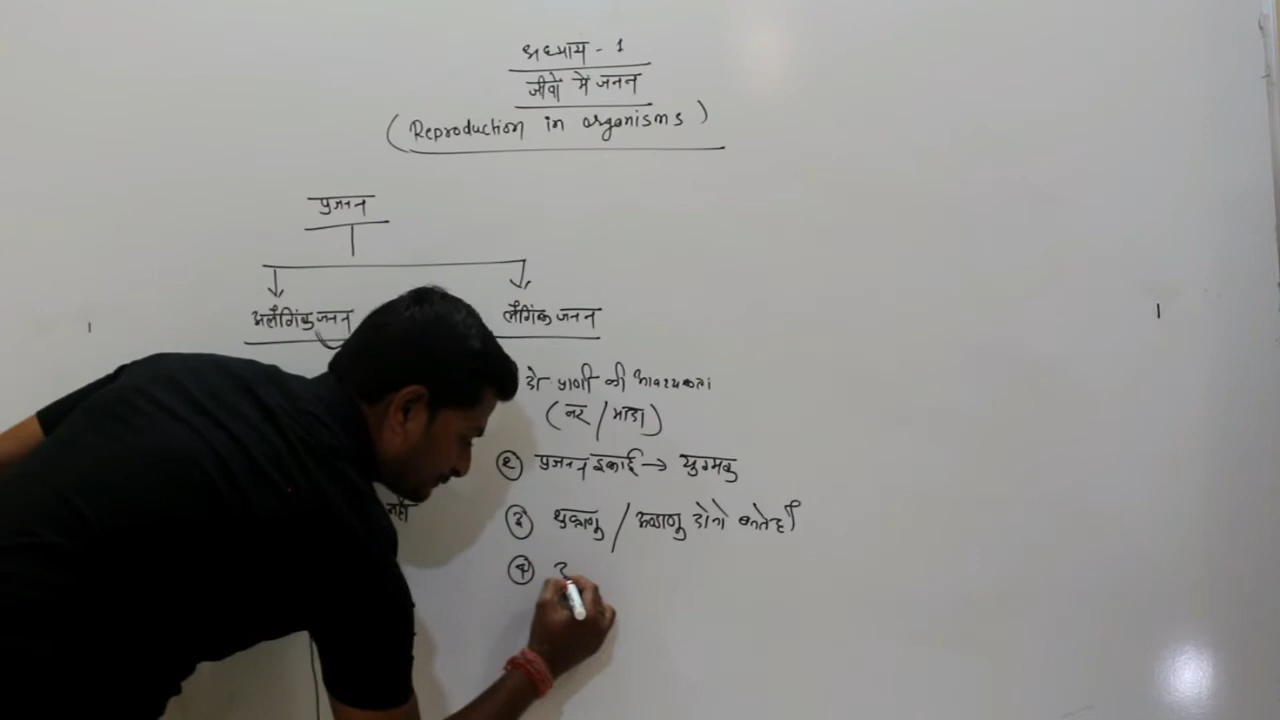 अध्याय - 1
जीवों में जनन
(Reproduction in organisms)
प्रजनन
अलैंगिक जनन
लैंगिक जनन
दो प्राणी की आवश्यकता
(नर / मादा)
② प्रजनन इकाई → युग्मक
नहीं
③ शुक्राणु / अण्डाणु दोनो बनते हैं
④